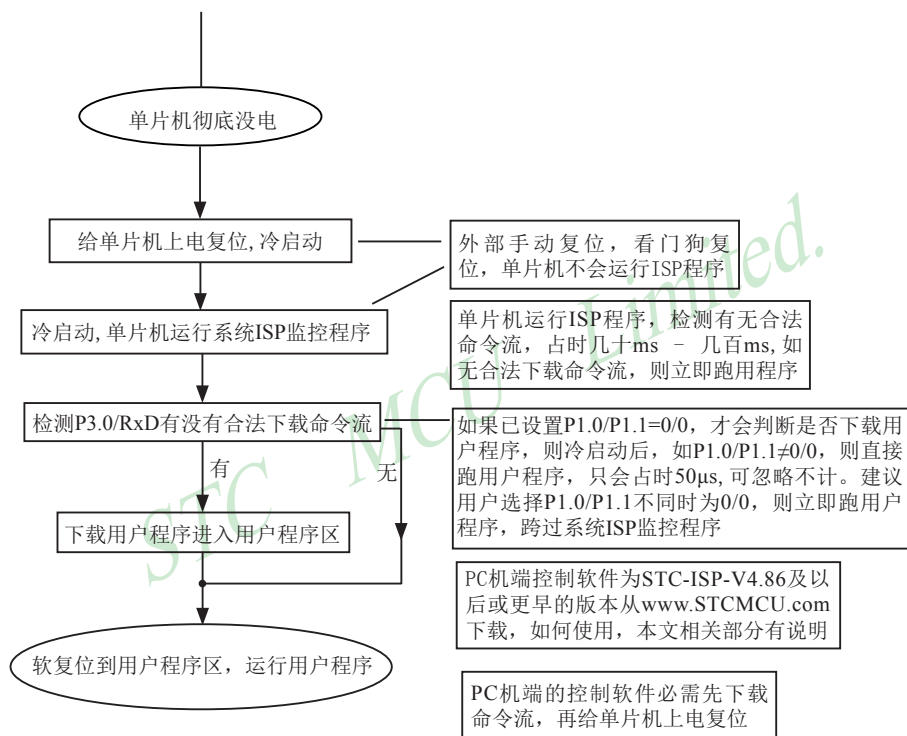 单片机彻底没电
给单片机上电复位,冷启动
外部手动复位，看门狗复
位，单片机不会运行ISP程序
冷启动,单片机运行系统ISP监控程序
单片机运行ISP程序，检测有无合法
命令流，占时几十ms － 几百ms,如
无合法下载命令流，则立即跑用程序
检测P3.0/RxD有没有合法下载命令流
如果已设置P1.0/P1.1=0/0，才会判断是否下载用
户程序，则冷启动后，如P1.0/P1.1≠0/0，则直接
跑用户程序，只会占时50μs,可忽略不计。建议
用户选择P1.0/P1.1不同时为0/0，则立即跑用户
程序，跨过系统ISP监控程序
有
无
下载用户程序进入用户程序区
PC机端控制软件为STC-ISP-V4.86及以
后或更早的版本从www.STCMCU.com
下载，如何使用，本文相关部分有说明
软复位到用户程序区，运行用户程序
PC机端的控制软件必需先下载
命令流，再给单片机上电复位
STC MCU Limited.